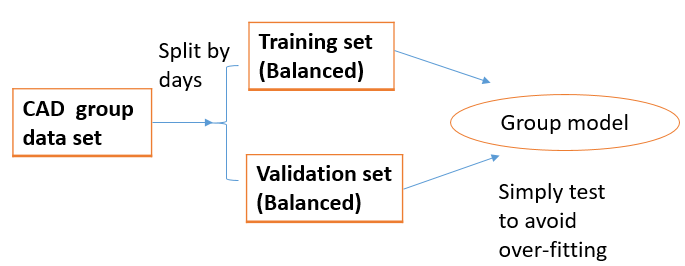 CAD group
data set
Split by
days
Training set
(Balanced)
Validation set
(Balanced)
Group model
Simply test
to avoid
over-fitting